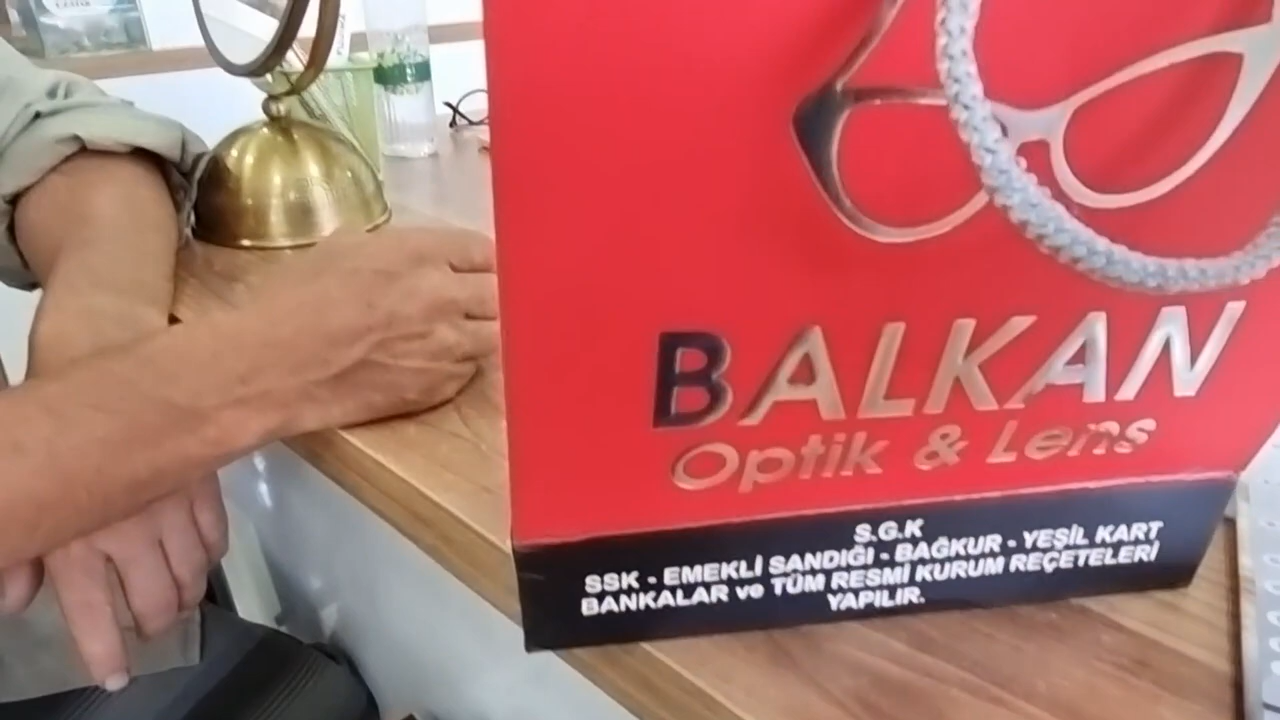 BALKAN
Optik & Lens
S.G.K
SSK - EMEKLİ SANDIĞI - BAĞKUR - YEŞİL KART
BANKALAR ve TÜM RESMİ KURUM REÇETELERİ
YAPILIR.